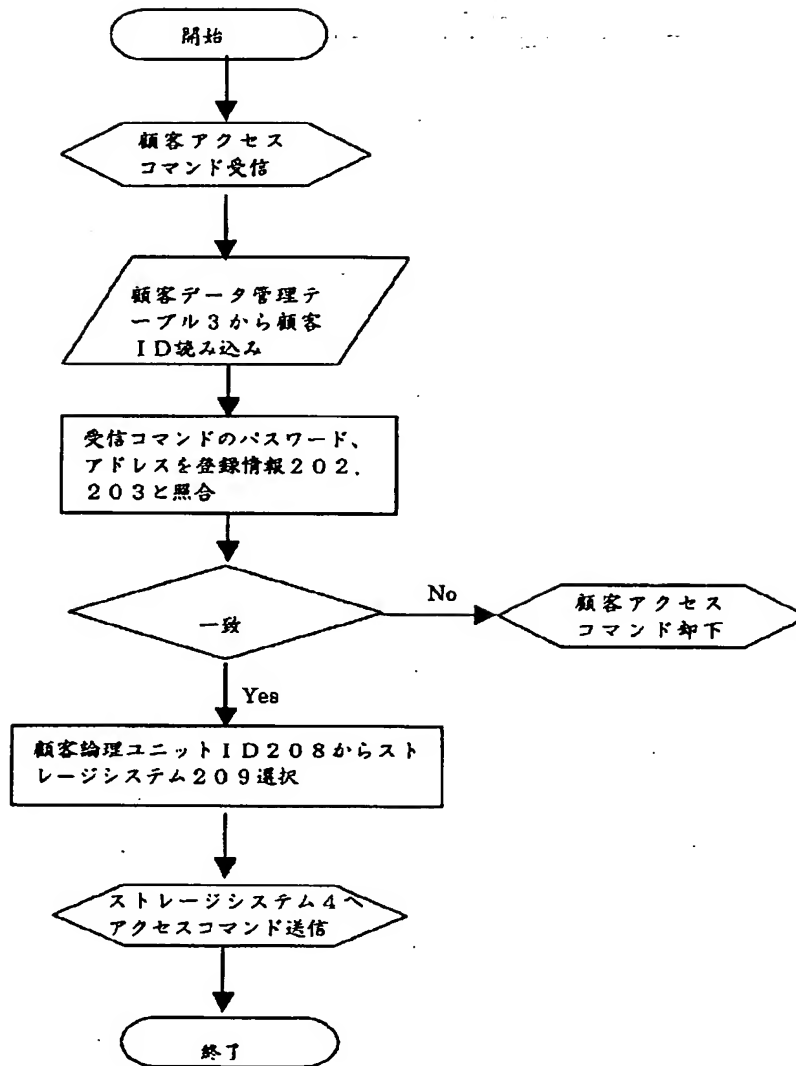 開始
顧客アクセス
コマンド受信
顧客データ管理テ
ーブル３から顧客
ＩＤ読み込み
受信コマンドのパスワード、
アドレスを登録情報２０２．
２０３と照合
一致
No
顧客アクセス
コマンド却下
Yes
顧客論理ユニットＩＤ２０８からスト
レージシステム２０９選択
ストレージシステム４へ
アクセスコマンド送信
終了